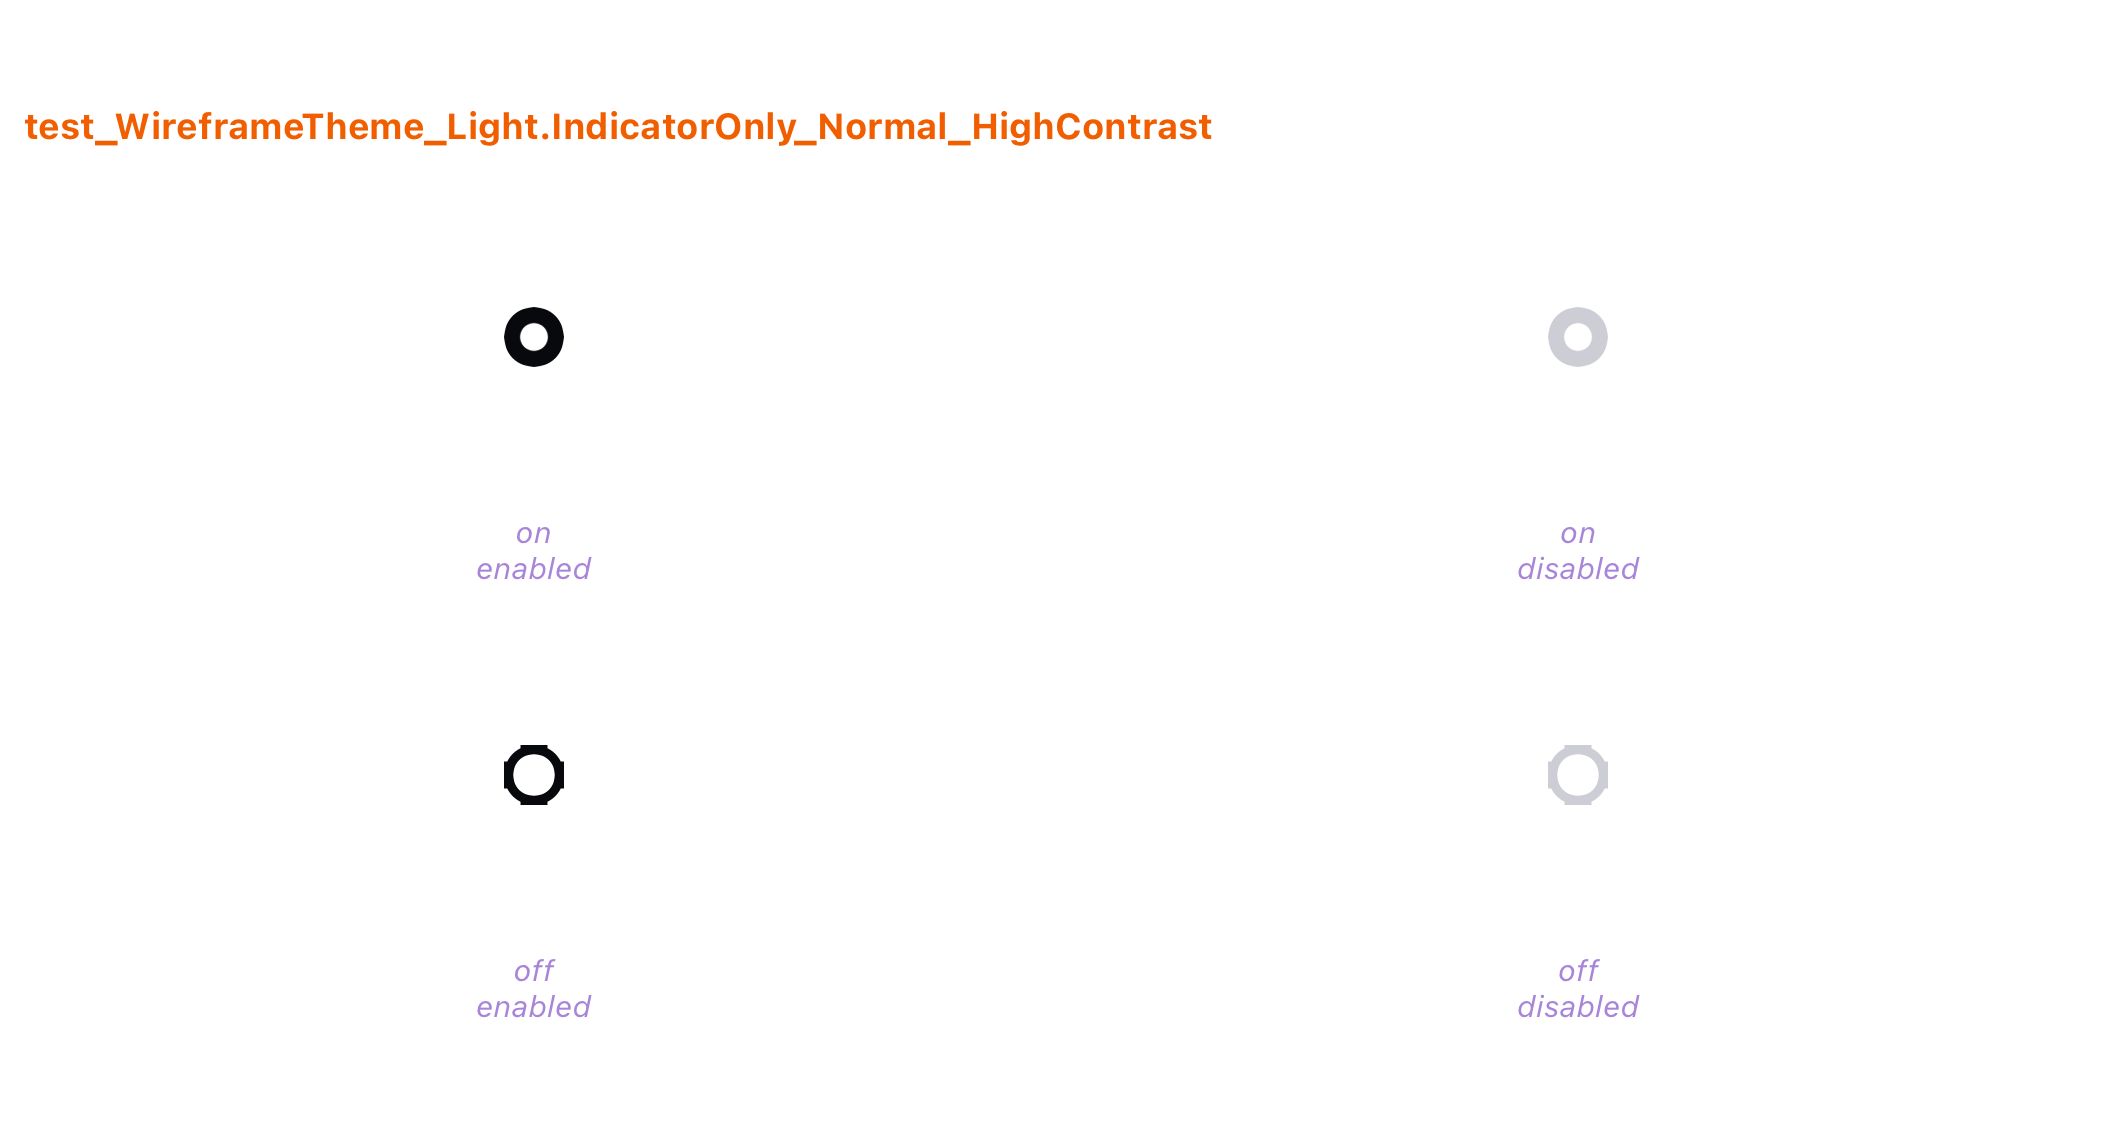 test_WireframeTheme_Light.IndicatorOnly_Normal_HighContrast
on
enabled
on
disabled
off
enabled
off
disabled